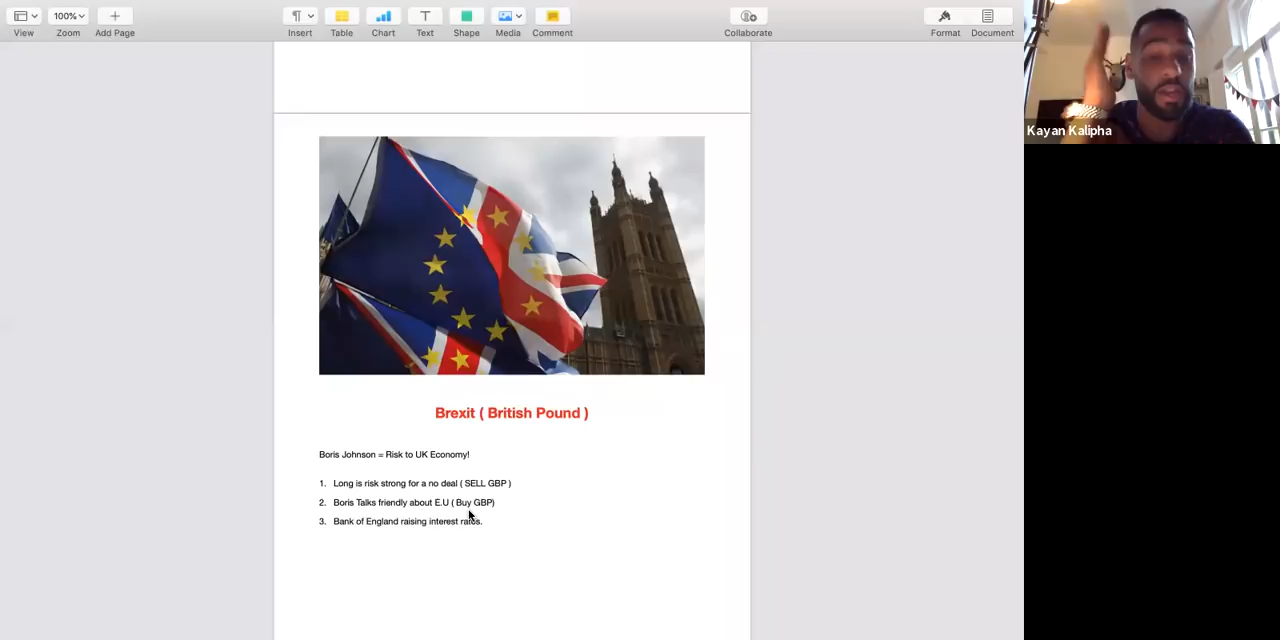 View
100%
Zoom
Add Page
Insert
Table
Chart
Text
Shape
Media
Comment
Collaborate
Format
Document
Kayan Kalipha
Brexit ( British Pound )
Boris Johnson = Risk to UK Economy!
1. Long is risk strong for a no deal ( SELL GBP )
2. Boris Talks friendly about E.U ( Buy GBP)
3. Bank of England raising interest rates.